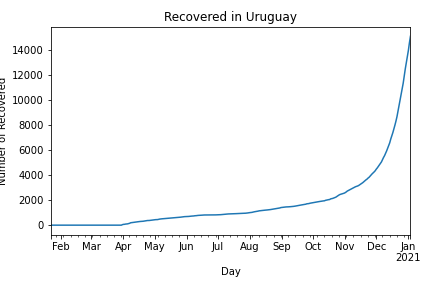 Recovered in Uruguay
Number of Recovered
14000
12000
10000
8000
6000
4000
2000
0
Feb Mar Apr May Jun Jul Aug Sep Oct Nov Dec Jan
2021
Day